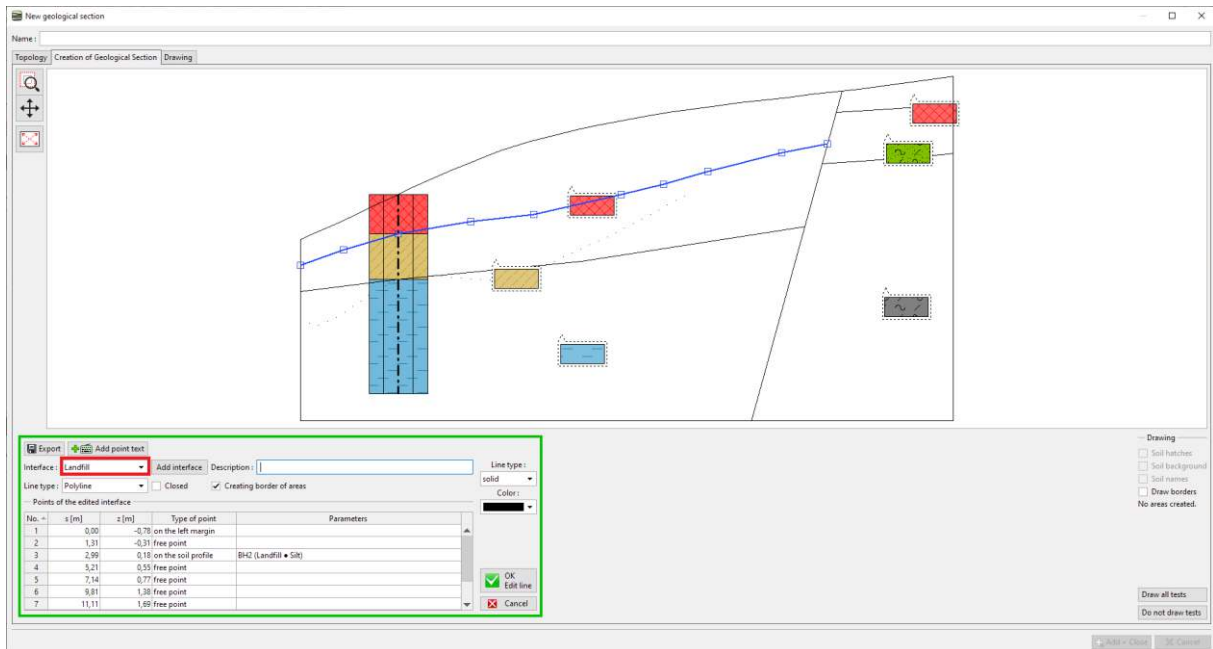 New geological section
Name :
Topology Creation of Geological Section Drawing
Export Add point text
Interface : Landfill Add interface Description :
Line type : Polyline Closed Creating border of areas
Line type :
solid
Color :
Points of the edited interface
No. s [m] z [m] Type of point Parameters
1 0,00 -0,78 on the left margin
2 1,31 -0,31 free point
3 2,99 0,18 on the soil profile BH2 (Landfill ● Silt)
4 5,21 0,55 free point
5 7,14 0,77 free point
6 9,81 1,38 free point
7 11,11 1,69 free point
OK
Edit line
Cancel
Drawing
Soil hatches
Soil background
Soil names
Draw borders
No areas created.
Draw all tests
Do not draw tests
Add + Close Cancel